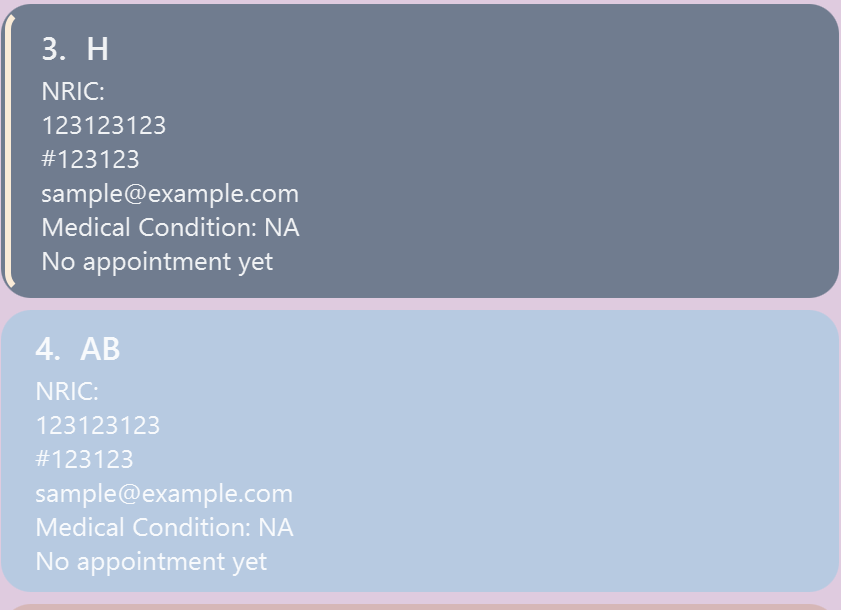 3. H
NRIC:
123123123
#123123
sample@example.com
Medical Condition: NA
No appointment yet
4. AB
NRIC:
123123123
#123123
sample@example.com
Medical Condition: NA
No appointment yet